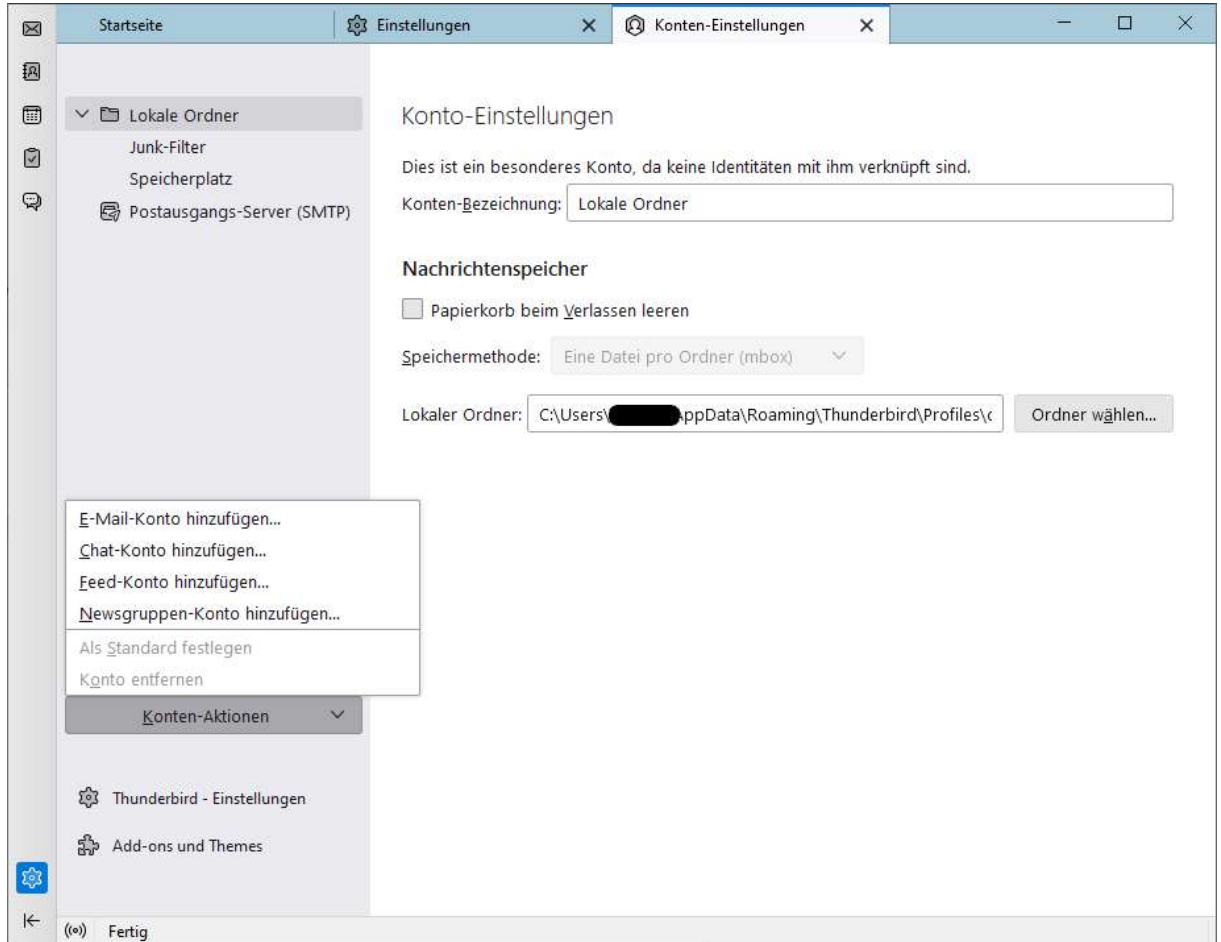 Startseite
Einstellungen
Konten-Einstellungen
Lokale Ordner
Junk-Filter
Speicherplatz
Postausgangs-Server (SMTP)
Konto-Einstellungen
Dies ist ein besonderes Konto, da keine Identitäten mit ihm verknüpft sind.
Konten-Bezeichnung: Lokale Ordner
Nachrichtenspeicher
Papierkorb beim Verlassen leeren
Speichermethode: Eine Datei pro Ordner (mbox)
Lokaler Ordner: C:\Users\ AppData\Roaming\Thunderbird\Profiles\ Ordner wählen...
E-Mail-Konto hinzufügen...
Chat-Konto hinzufügen...
Feed-Konto hinzufügen...
Newsgruppen-Konto hinzufügen...
Als Standard festlegen
Konto entfernen
Konten-Aktionen
Thunderbird - Einstellungen
Add-ons und Themes
Fertig